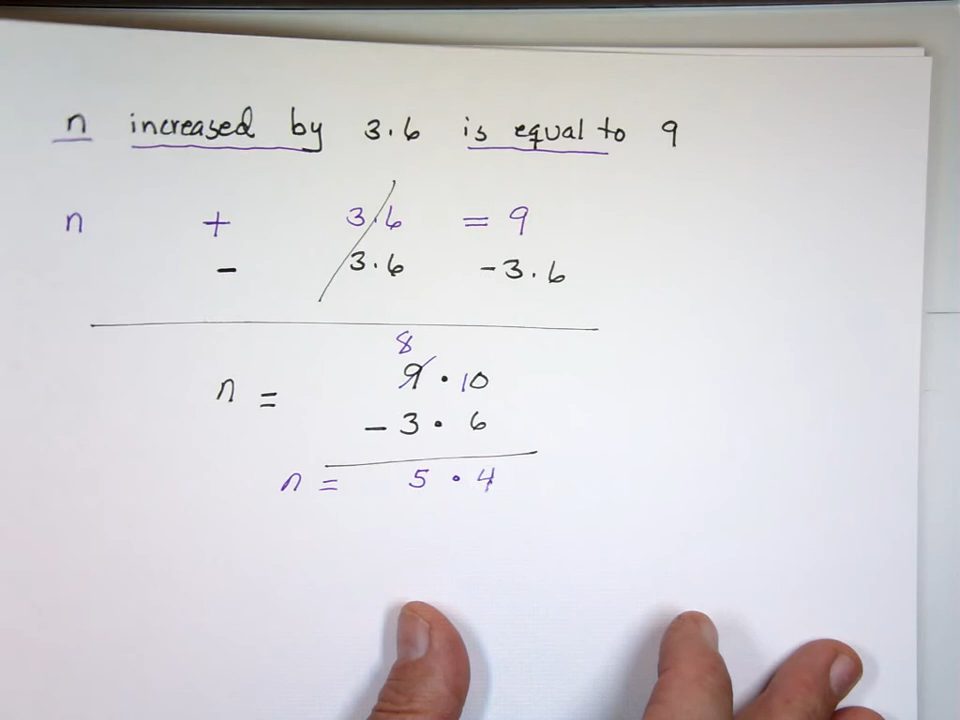 n increased by 3.6 is equal to 9
n + 3.6 = 9
- 3.6 -3.6
8
n = 9.10
- 3.6
n = 5.4